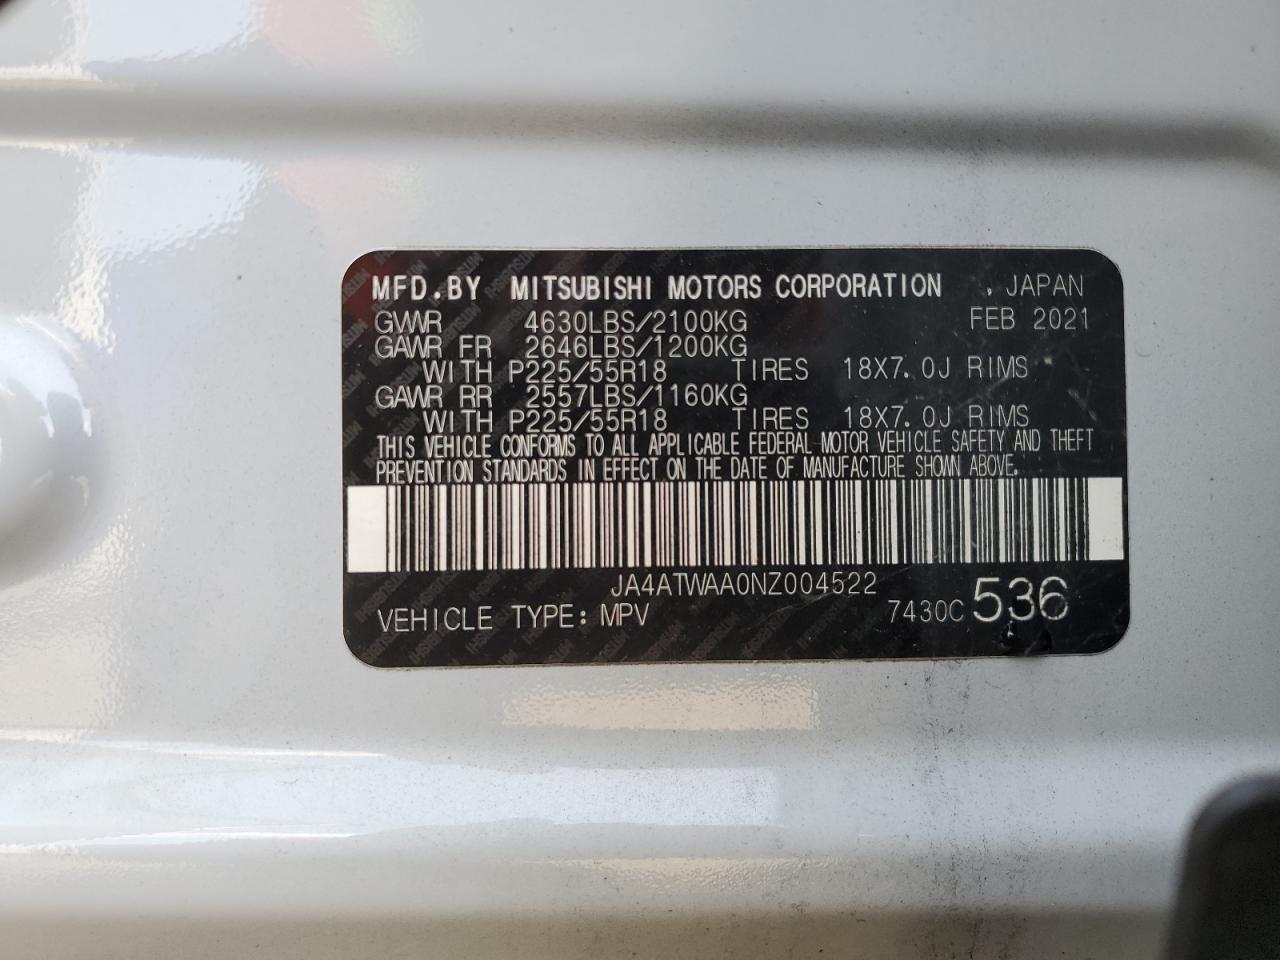 MFD.BY MITSUBISHI MOTORS CORPORATION , JAPAN
GVWR 4630LBS/2100KG FEB 2021
GAWR FR 2646LBS/1200KG
WITH P225/55R18 TIRES 18X7.0J RIMS
GAWR RR 2557LBS/1160KG
WITH P225/55R18 TIRES 18X7.0J RIMS
THIS VEHICLE CONFORMS TO ALL APPLICABLE FEDERAL MOTOR VEHICLE SAFETY AND THEFT
PREVENTION STANDARDS IN EFFECT ON THE DATE OF MANUFACTURE SHOWN ABOVE.
JA4ATWAA0NZ004522
VEHICLE TYPE: MPV 7430C 536